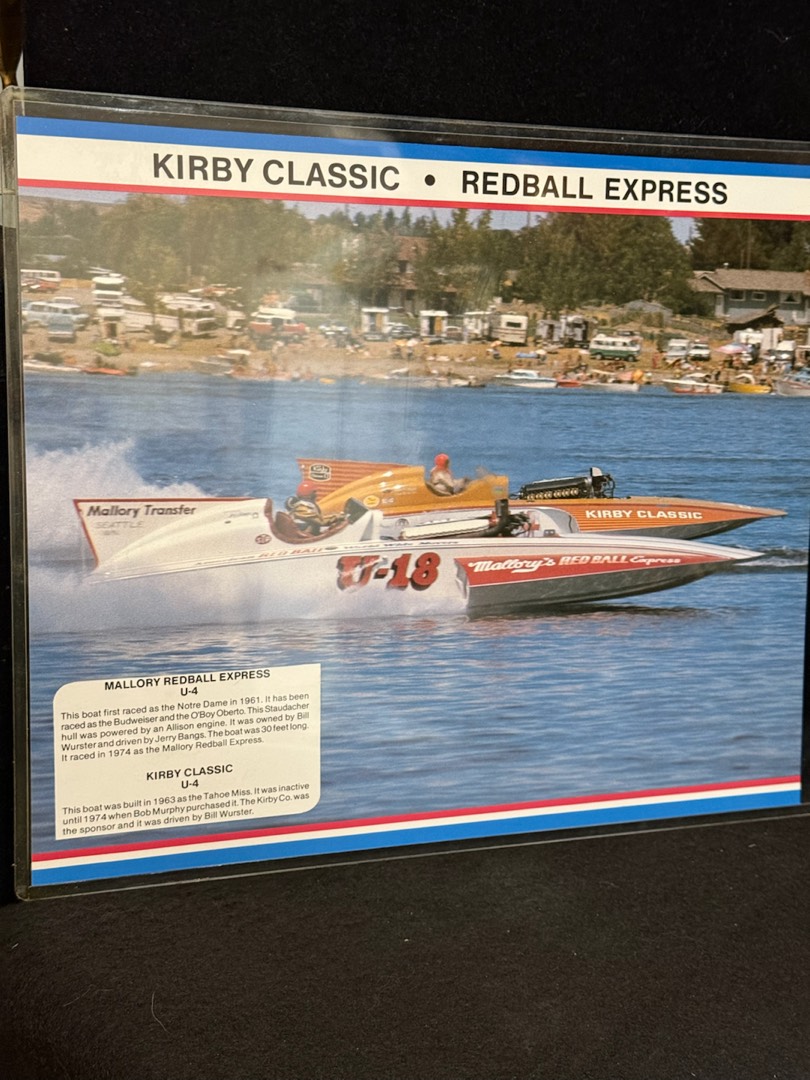 KIRBY CLASSIC • REDBALL EXPRESS
Mallory Transfer
SEATTLE
KIRBY CLASSIC
RED BALL World Wide Movers
U-18
Mallory's RED BALL Express
MALLORY REDBALL EXPRESS
U-4
This boat first raced as the Notre Dame in 1961. It has been
raced as the Budweiser and the O'Boy Oberto. This Staudacher
hull was powered by an Allison engine. It was owned by Bill
Wurster and driven by Jerry Bangs. The boat was 30 feet long.
It raced in 1974 as the Mallory Redball Express.
KIRBY CLASSIC
U-4
This boat was built in 1963 as the Tahoe Miss. It was inactive
until 1974 when Bob Murphy purchased it. The Kirby Co. was
the sponsor and it was driven by Bill Wurster.